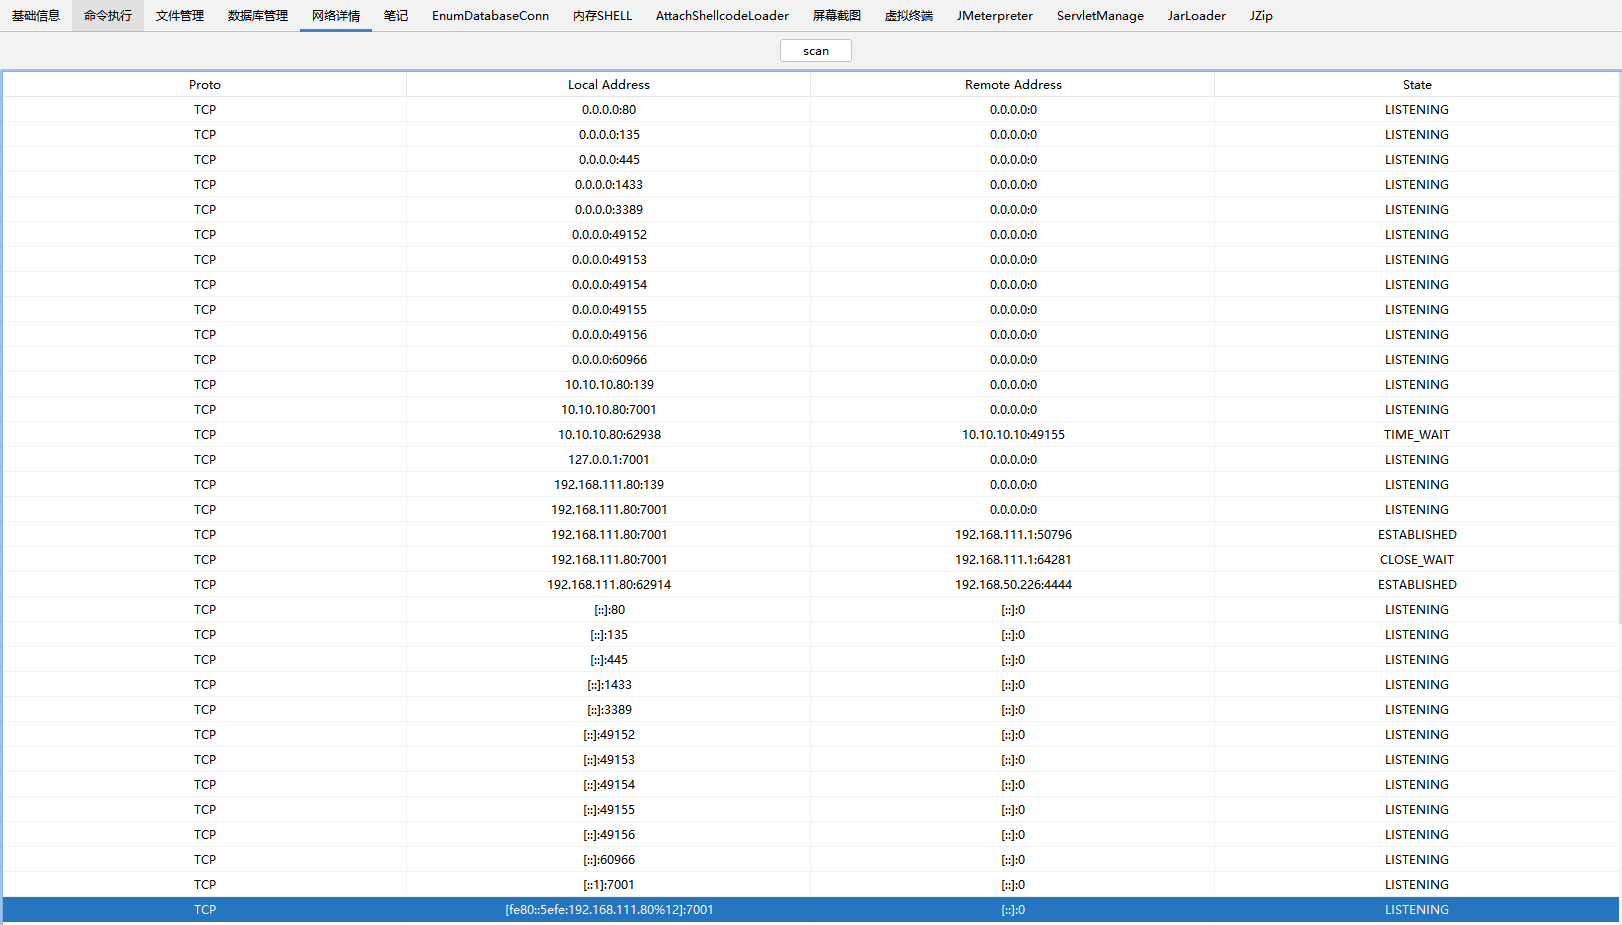 基础信息 命令执行 文件管理 数据库管理 网络详情 笔记 EnumDatabaseConn 内存SHELL AttachShellcodeLoader 屏幕截图 虚拟终端 JMeterpreter ServletManage JarLoader JZip
scan
Proto Local Address Remote Address State
TCP 0.0.0.0:80 0.0.0.0:0 LISTENING
TCP 0.0.0.0:135 0.0.0.0:0 LISTENING
TCP 0.0.0.0:445 0.0.0.0:0 LISTENING
TCP 0.0.0.0:1433 0.0.0.0:0 LISTENING
TCP 0.0.0.0:3389 0.0.0.0:0 LISTENING
TCP 0.0.0.0:49152 0.0.0.0:0 LISTENING
TCP 0.0.0.0:49153 0.0.0.0:0 LISTENING
TCP 0.0.0.0:49154 0.0.0.0:0 LISTENING
TCP 0.0.0.0:49155 0.0.0.0:0 LISTENING
TCP 0.0.0.0:49156 0.0.0.0:0 LISTENING
TCP 0.0.0.0:60966 0.0.0.0:0 LISTENING
TCP 10.10.10.80:139 0.0.0.0:0 LISTENING
TCP 10.10.10.80:7001 0.0.0.0:0 LISTENING
TCP 10.10.10.80:62938 10.10.10.10:49155 TIME_WAIT
TCP 127.0.0.1:7001 0.0.0.0:0 LISTENING
TCP 192.168.111.80:139 0.0.0.0:0 LISTENING
TCP 192.168.111.80:7001 0.0.0.0:0 LISTENING
TCP 192.168.111.80:7001 192.168.111.1:50796 ESTABLISHED
TCP 192.168.111.80:7001 192.168.111.1:64281 CLOSE_WAIT
TCP 192.168.111.80:62914 192.168.50.226:4444 ESTABLISHED
TCP [::]:80 [::]:0 LISTENING
TCP [::]:135 [::]:0 LISTENING
TCP [::]:445 [::]:0 LISTENING
TCP [::]:1433 [::]:0 LISTENING
TCP [::]:3389 [::]:0 LISTENING
TCP [::]:49152 [::]:0 LISTENING
TCP [::]:49153 [::]:0 LISTENING
TCP [::]:49154 [::]:0 LISTENING
TCP [::]:49155 [::]:0 LISTENING
TCP [::]:49156 [::]:0 LISTENING
TCP [::]:60966 [::]:0 LISTENING
TCP [::1]:7001 [::]:0 LISTENING
TCP [fe80::5efe:192.168.111.80%12]:7001 [::]:0 LISTENING